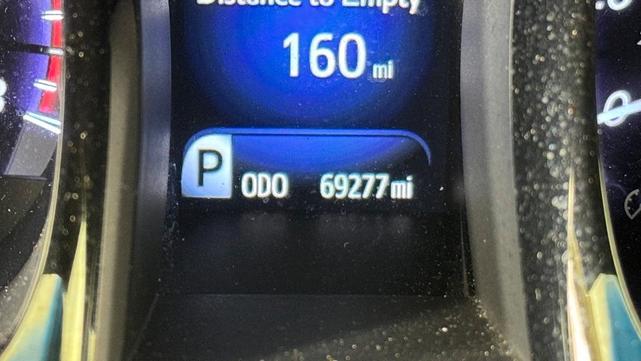 Distance to Empty
160 mi
P ODO 69277 mi